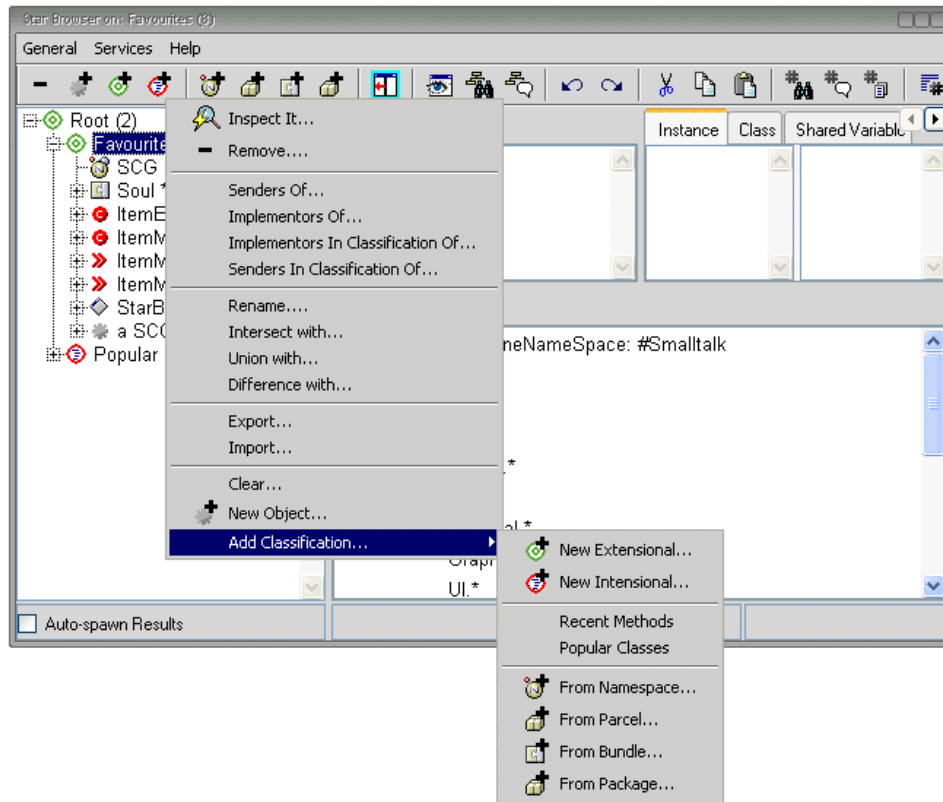 Star Browser on: Favourites (8)
General Services Help
Root (2)
Favourite
SCG
Soul *
ItemE
ItemM
ItemM
ItemM
StarB
a SCG
Popular
Inspect It...
Remove....
Senders Of...
Implementors Of...
Implementors In Classification Of...
Senders In Classification Of...
Rename....
Intersect with...
Union with...
Difference with...
Export...
Import...
Clear...
New Object...
Add Classification...
Instance Class Shared Variable
neNameSpace: #Smalltalk
.*
al.*
Graph
UI.*
Auto-spawn Results
New Extensional...
New Intensional...
Recent Methods
Popular Classes
From Namespace...
From Parcel...
From Bundle...
From Package...